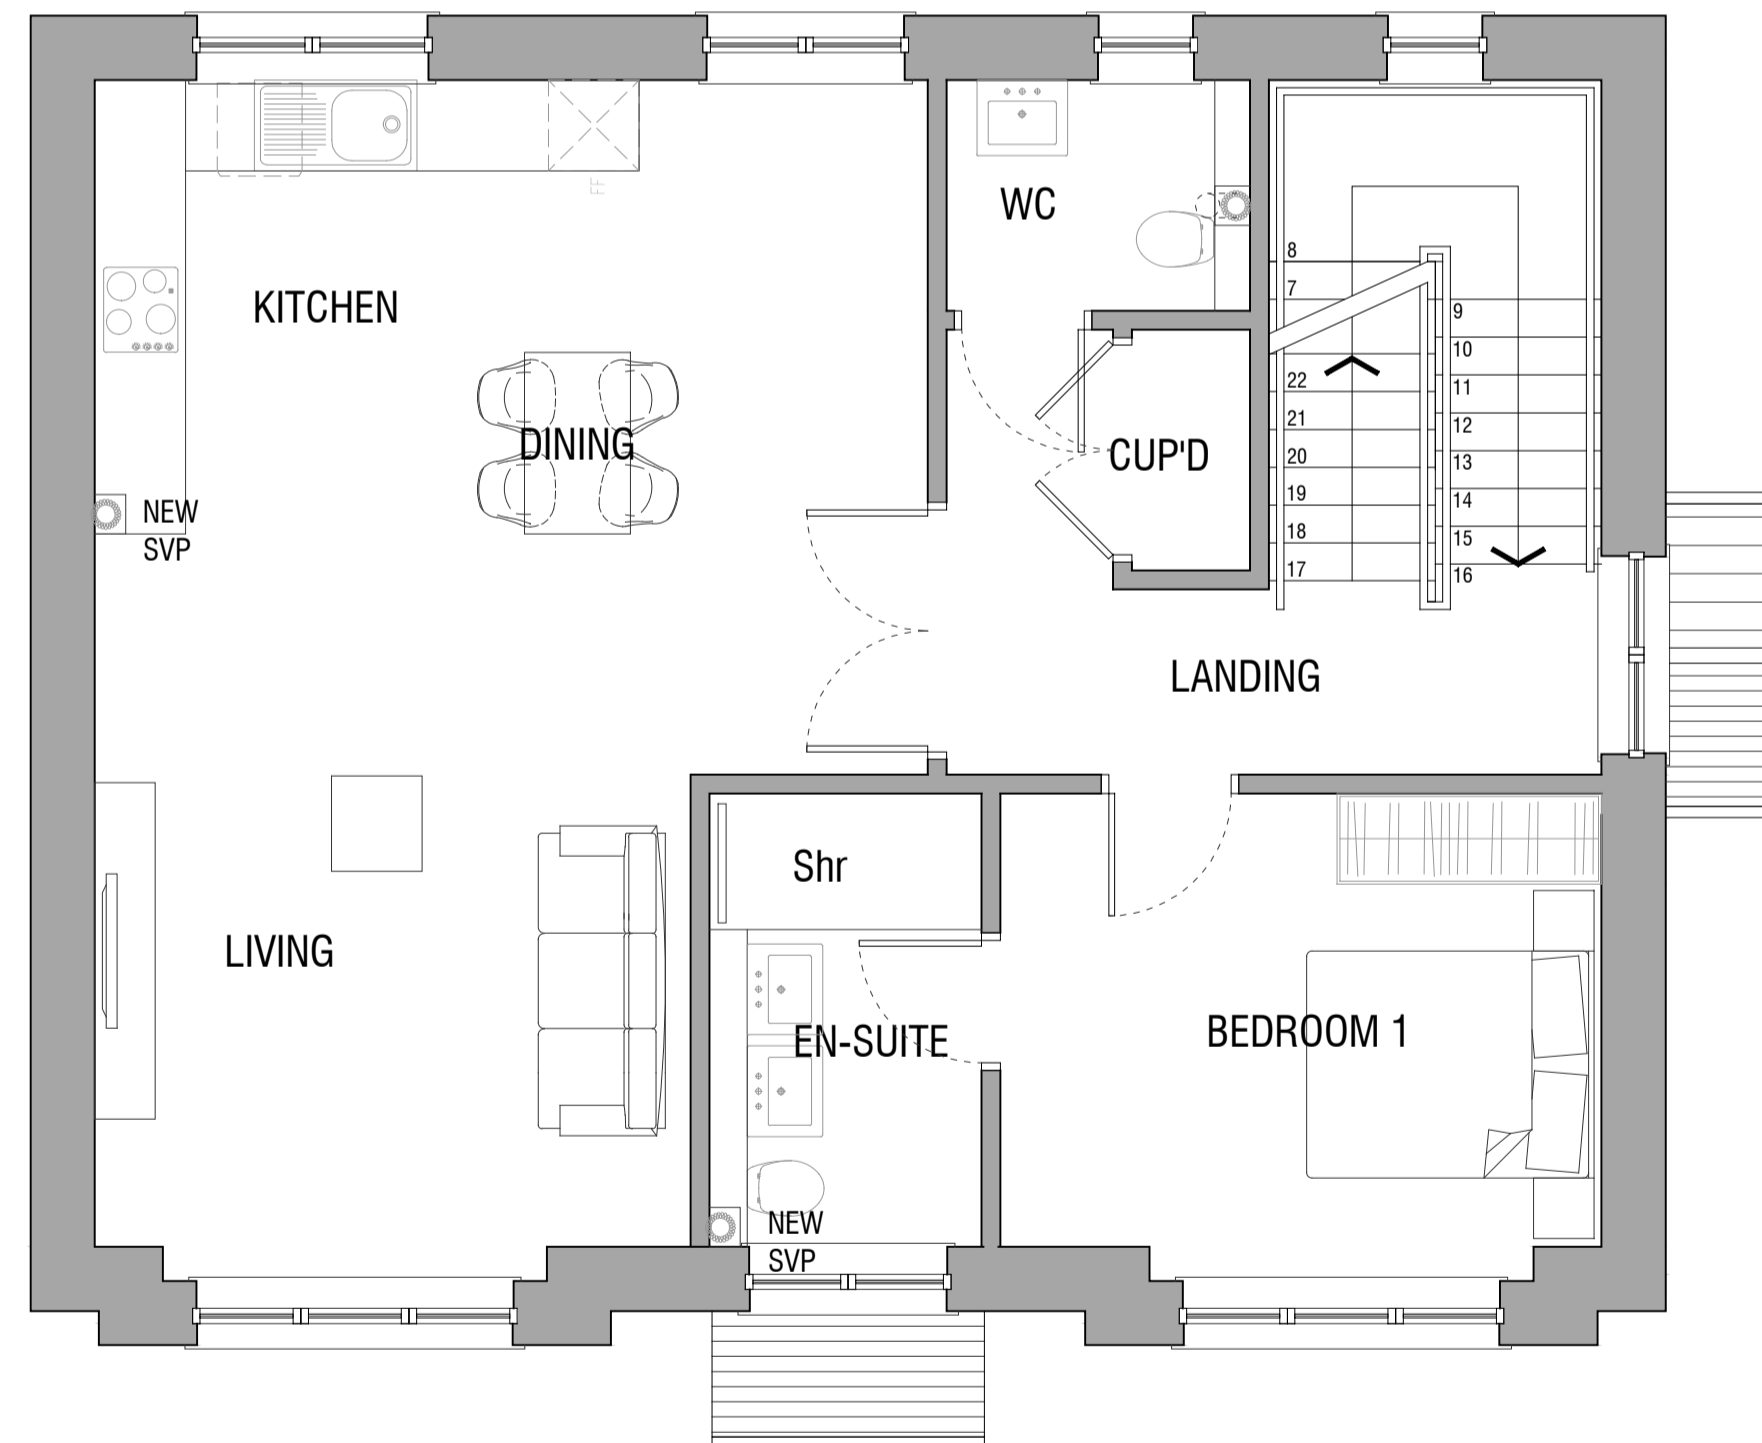 FF
WC
KITCHEN
8
7
9
10
11
12
13
14
15
16
22
21
20
19
18
17
DINING
CUP'D
NEW
SVP
LANDING
Shr
LIVING
EN-SUITE
BEDROOM 1
NEW
SVP